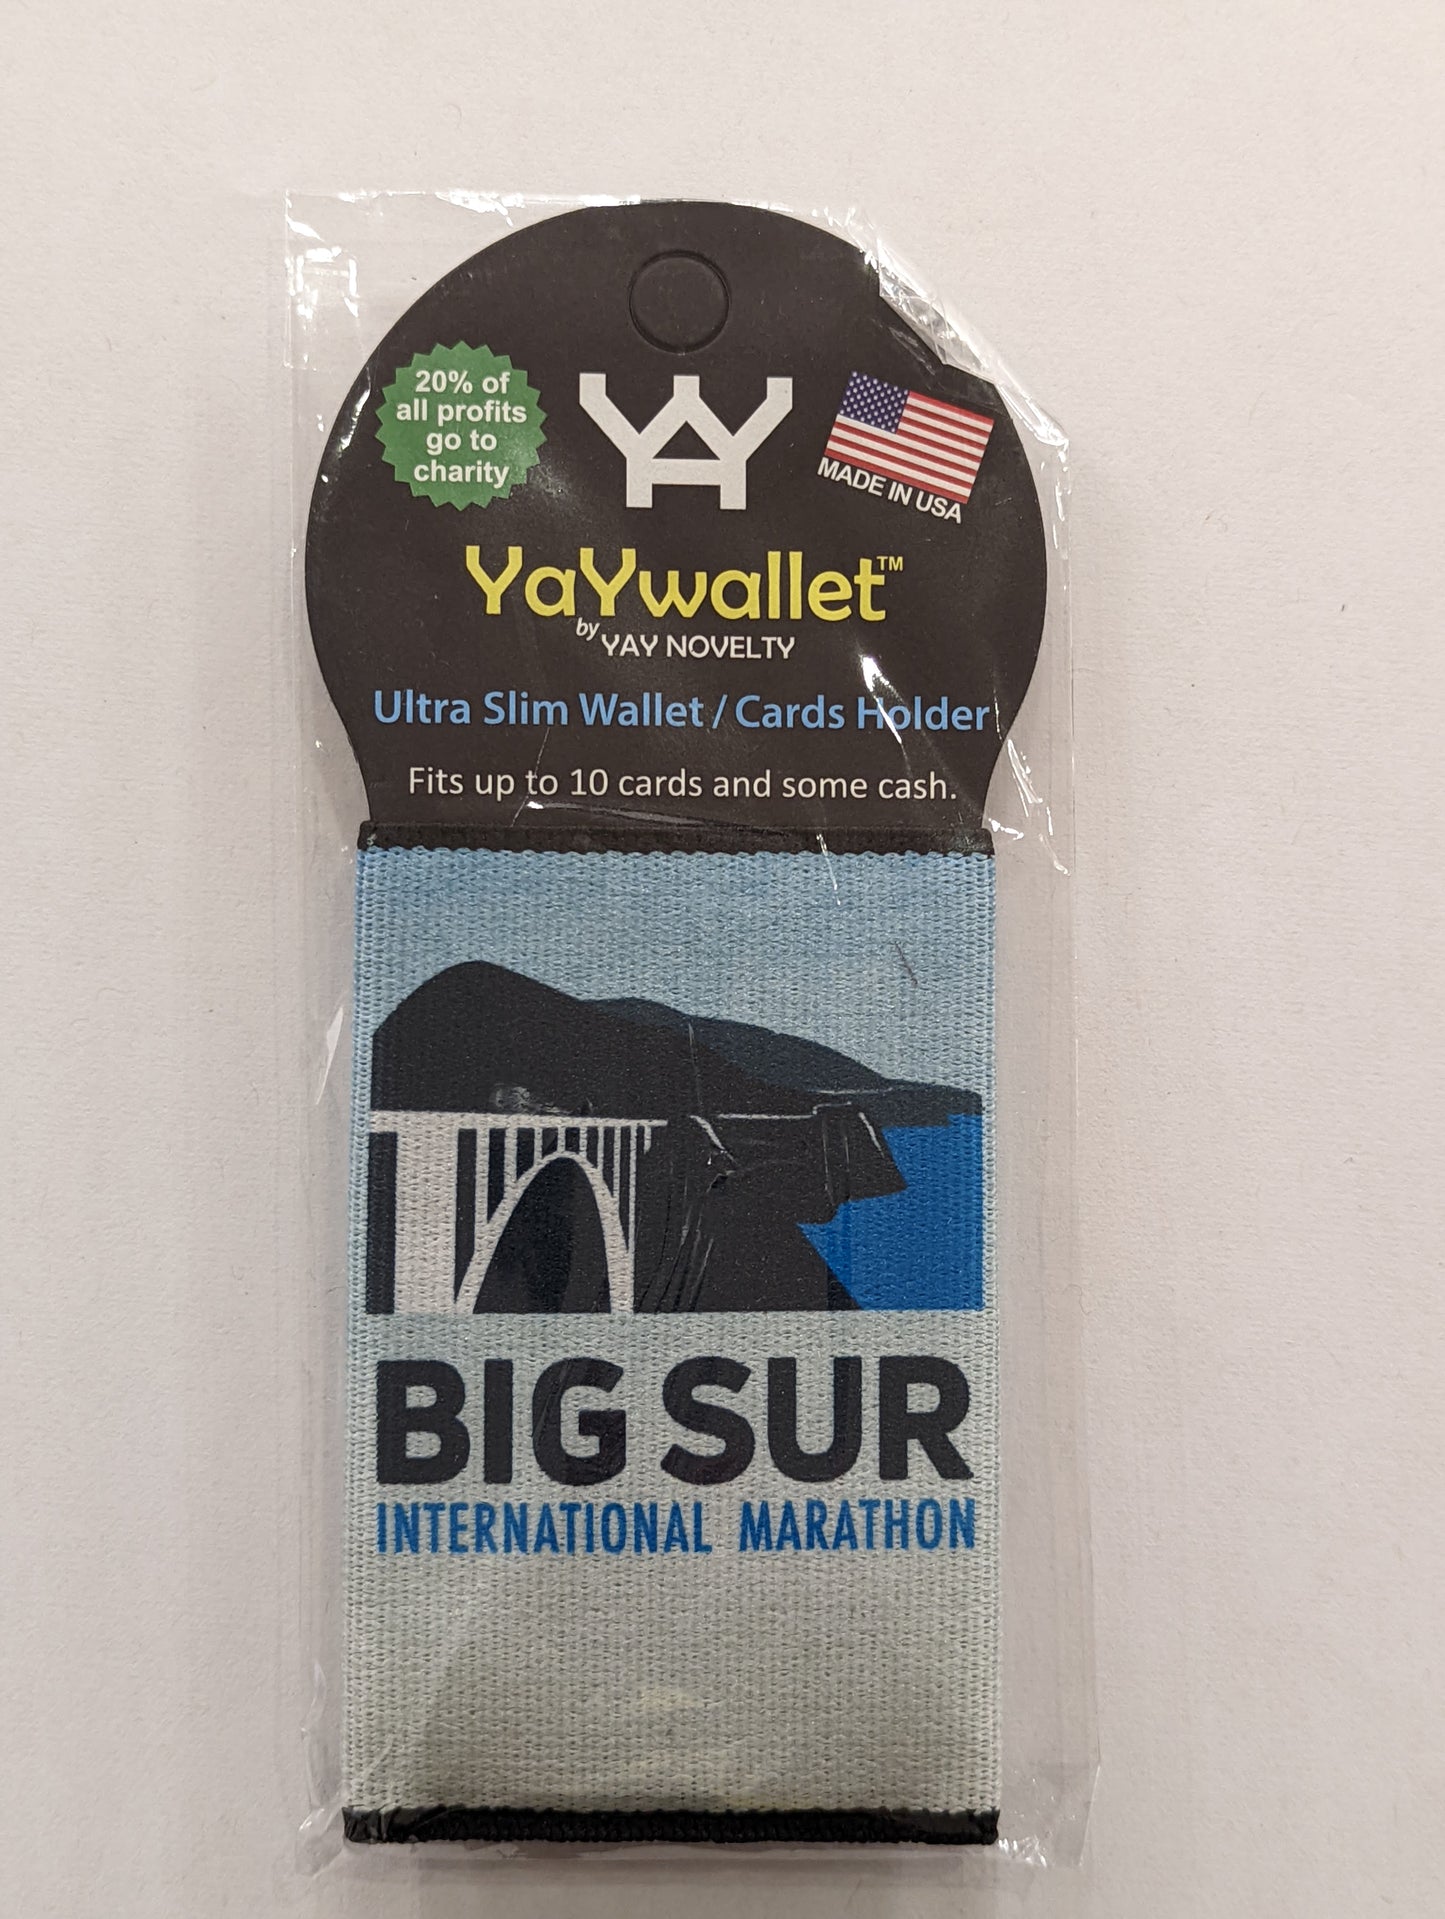 20% of
all profits
go to
charity
YAY
MADE IN USA
YaYwallet™
by YAY NOVELTY
Ultra Slim Wallet / Cards Holder
Fits up to 10 cards and some cash.
BIG SUR
INTERNATIONAL MARATHON